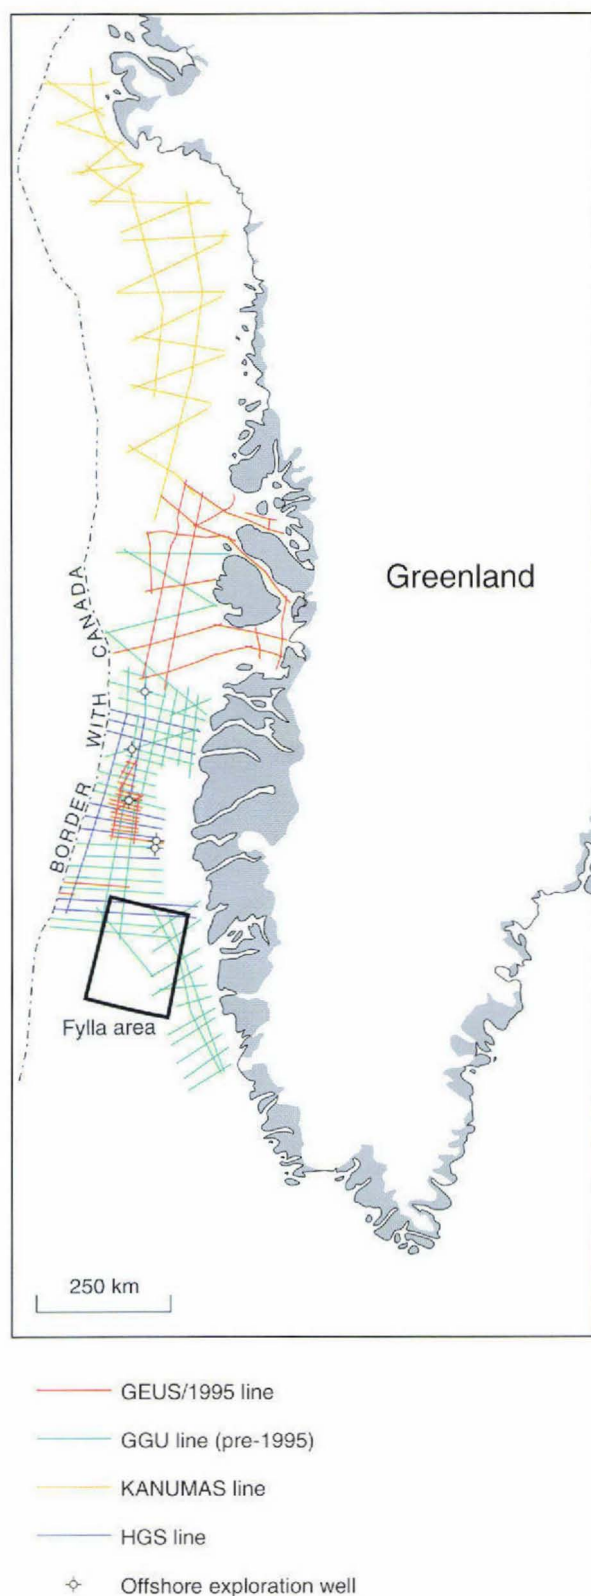 Greenland
BORDER WITH CANADA
Fylla area
250 km
GEUS/1995 line
GGU line (pre-1995)
KANUMAS line
HGS line
Offshore exploration well